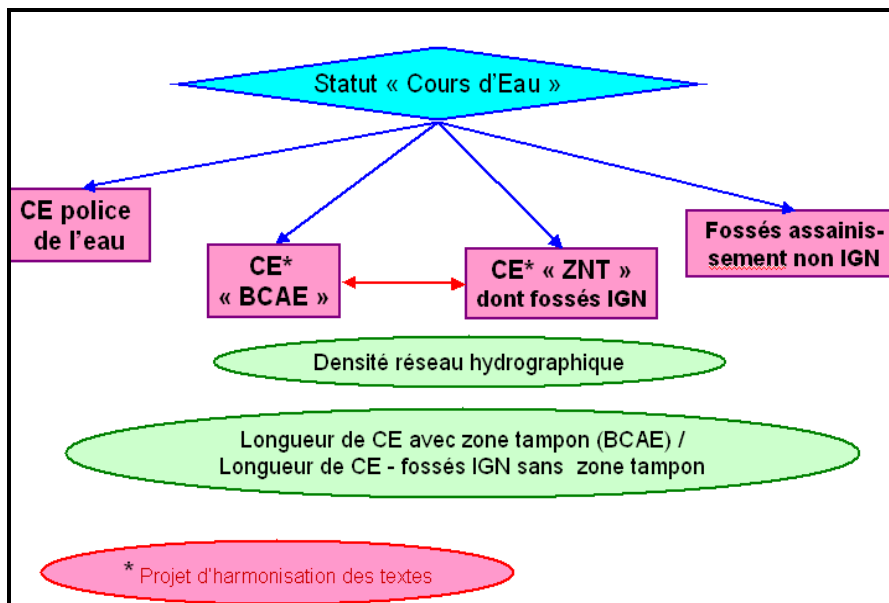 Statut « Cours d'Eau »
CE police
de l'eau
CE*
« BCAE »
CE* « ZNT »
dont fossés IGN
Fossés assainis-
sement non IGN
Densité réseau hydrographique
Longueur de CE avec zone tampon (BCAE) /
Longueur de CE - fossés IGN sans zone tampon
* Projet d'harmonisation des textes